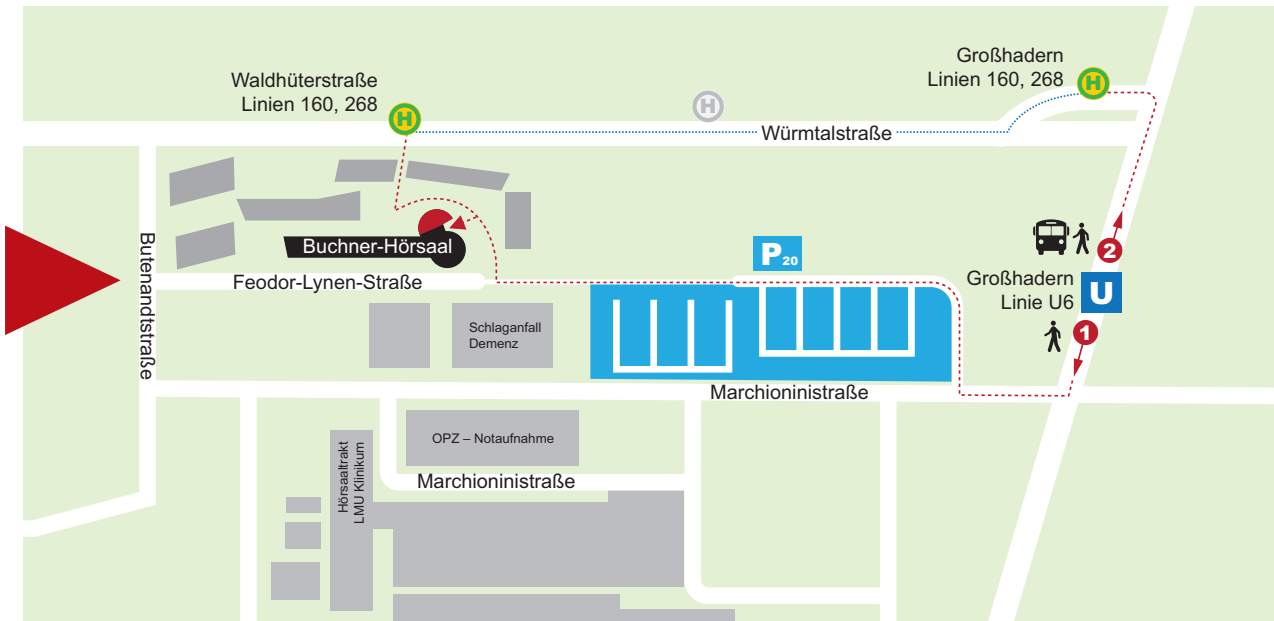 Großhadern
Linien 160, 268
H
Waldhüterstraße
Linien 160, 268
H
H
Würmtalstraße
Butenandtstraße
Buchner-Hörsaal
P20
2
Großhadern
Linie U6
U
1
Feodor-Lynen-Straße
Schlaganfall
Demenz
Marchioninistraße
OPZ – Notaufnahme
Marchioninistraße
Hörsaaltrakt
LMU Klinikum